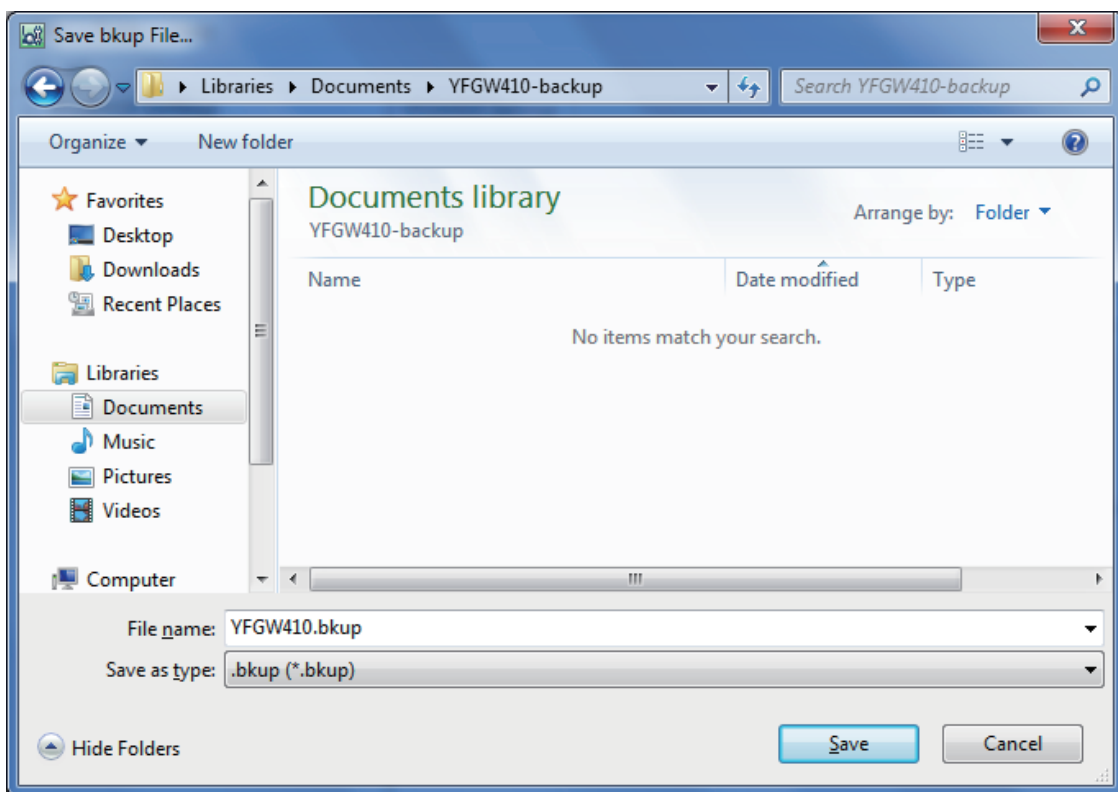 Save bkup File...
Libraries Documents YFGW410-backup Search YFGW410-backup
Organize New folder
Favorites
Desktop
Downloads
Recent Places
Libraries
Documents
Music
Pictures
Videos
Computer
Documents library
YFGW410-backup
Arrange by: Folder
Name Date modified Type
No items match your search.
File name: YFGW410.bkup
Save as type: .bkup (*.bkup)
Hide Folders Save Cancel